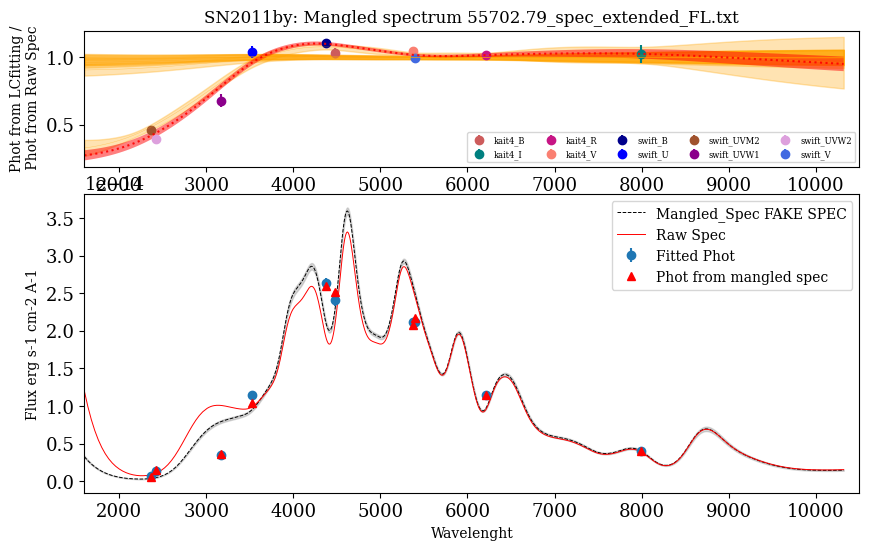 SN2011by: Mangled spectrum 55702.79_spec_extended_FL.txt
Phot from LCfitting /
Phot from Raw Spec
1.0
0.5
kait4_B kait4_R swift_B swift_UVM2 swift_UVW2
kait4_I kait4_V swift_U swift_UVW1 swift_V
2000 3000 4000 5000 6000 7000 8000 9000 10000
1e−14
Flux erg s-1 cm-2 A-1
3.5
3.0
2.5
2.0
1.5
1.0
0.5
0.0
Mangled_Spec FAKE SPEC
Raw Spec
Fitted Phot
Phot from mangled spec
2000 3000 4000 5000 6000 7000 8000 9000 10000
Wavelenght